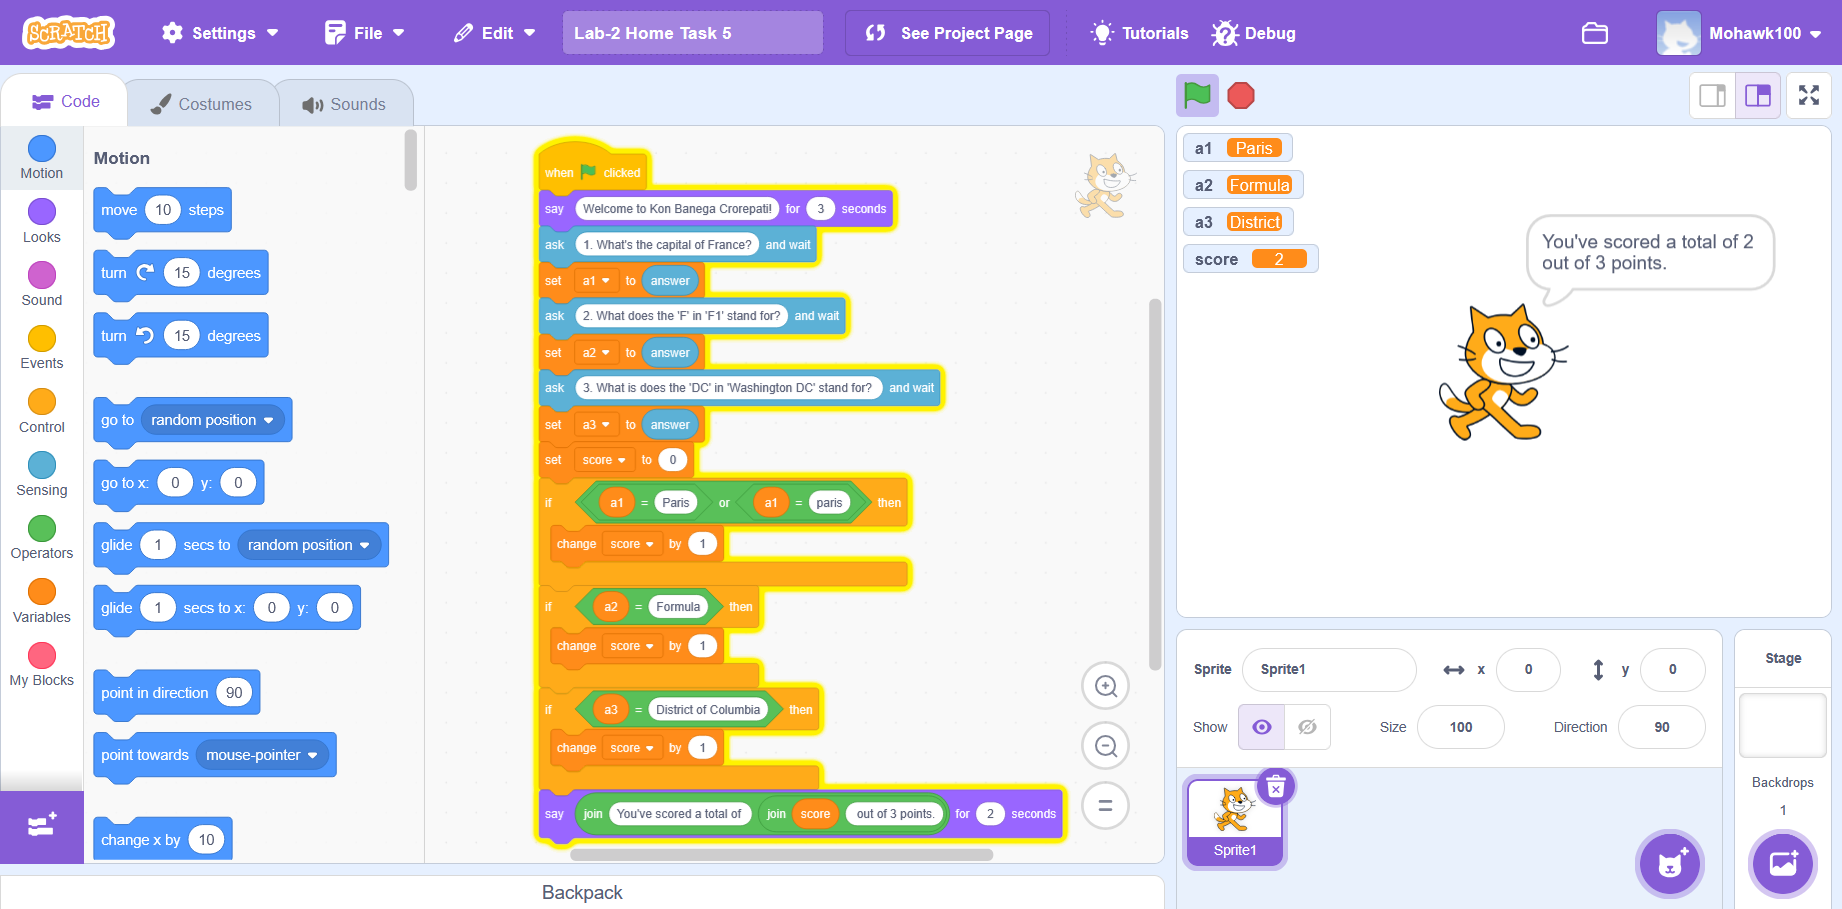 SCRATCH
Settings
File
Edit
Lab-2 Home Task 5
See Project Page
Tutorials
Debug
Mohawk100
Code
Costumes
Sounds
Motion
Looks
Sound
Events
Control
Sensing
Operators
Variables
My Blocks
Motion
move 10 steps
turn 15 degrees
turn 15 degrees
go to random position
go to x: 0 y: 0
glide 1 secs to random position
glide 1 secs to x: 0 y: 0
point in direction 90
point towards mouse-pointer
change x by 10
when clicked
say Welcome to Kon Banega Crorepati! for 3 seconds
ask 1. What's the capital of France? and wait
set a1 to answer
ask 2. What does the 'F' in 'F1' stand for? and wait
set a2 to answer
ask 3. What is does the 'DC' in 'Washington DC' stand for? and wait
set a3 to answer
set score to 0
if a1 = Paris or a1 = paris then
change score by 1
if a2 = Formula then
change score by 1
if a3 = District of Columbia then
change score by 1
say join You've scored a total of join score out of 3 points. for 2 seconds
Backpack
a1 Paris
a2 Formula
a3 District
score 2
You've scored a total of 2
out of 3 points.
Sprite Sprite1 x 0 y 0
Show Size 100 Direction 90
Sprite1
Stage
Backdrops
1